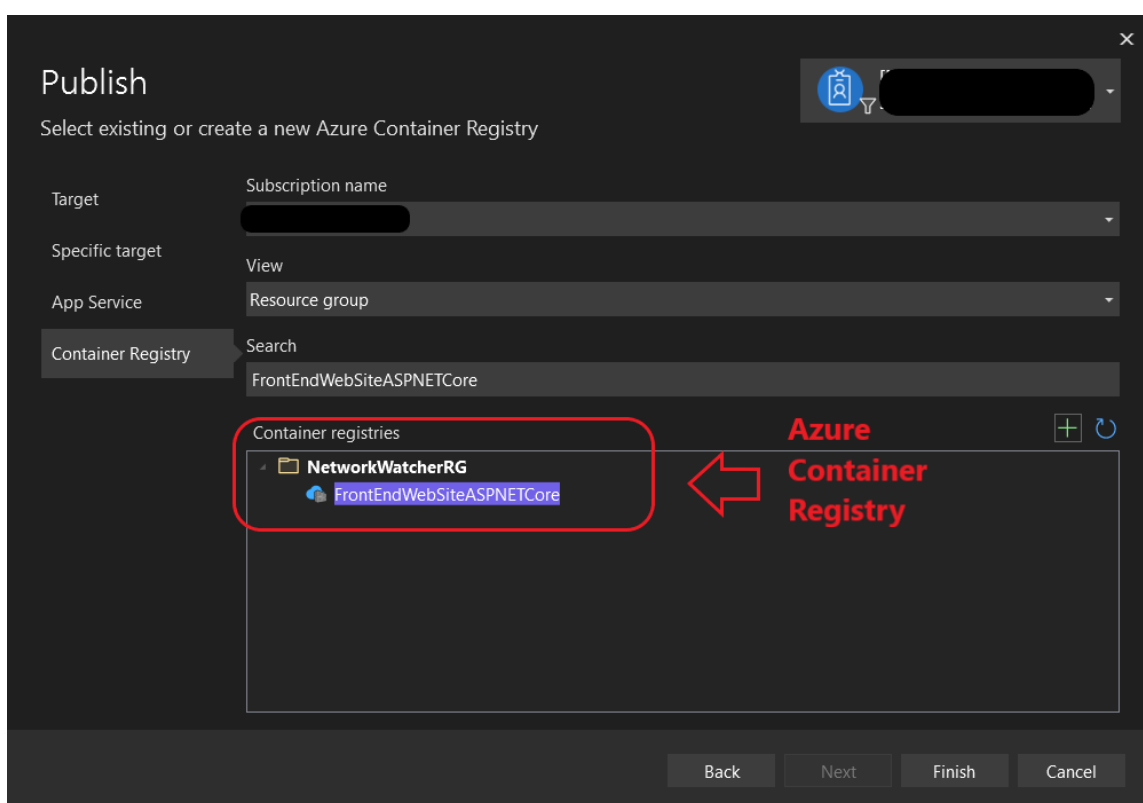 Publish
Select existing or create a new Azure Container Registry
Target
Specific target
App Service
Container Registry
Subscription name
View
Resource group
Search
FrontEndWebSiteASPNETCore
Container registries
NetworkWatcherRG
FrontEndWebSiteASPNETCore
Azure
Container
Registry
Back
Next
Finish
Cancel